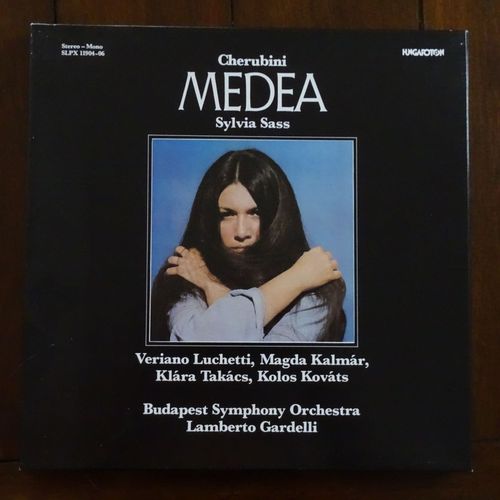 Stereo – Mono
SLPX 11904-06
HUNGAROTON
Cherubini
MEDEA
Sylvia Sass
Veriano Luchetti, Magda Kalmár,
Klára Takács, Kolos Kováts
Budapest Symphony Orchestra
Lamberto Gardelli